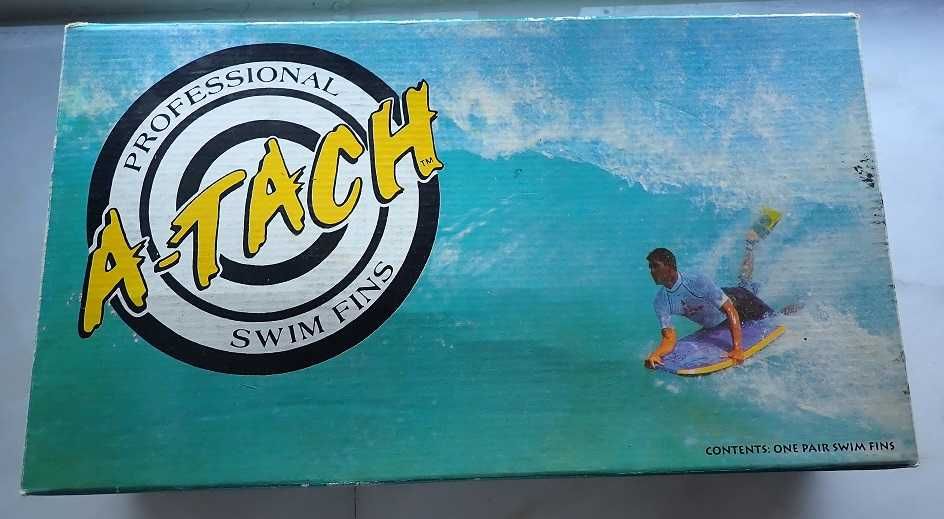 PROFESSIONAL
A-TACH™
SWIM FINS
CONTENTS: ONE PAIR SWIM FINS